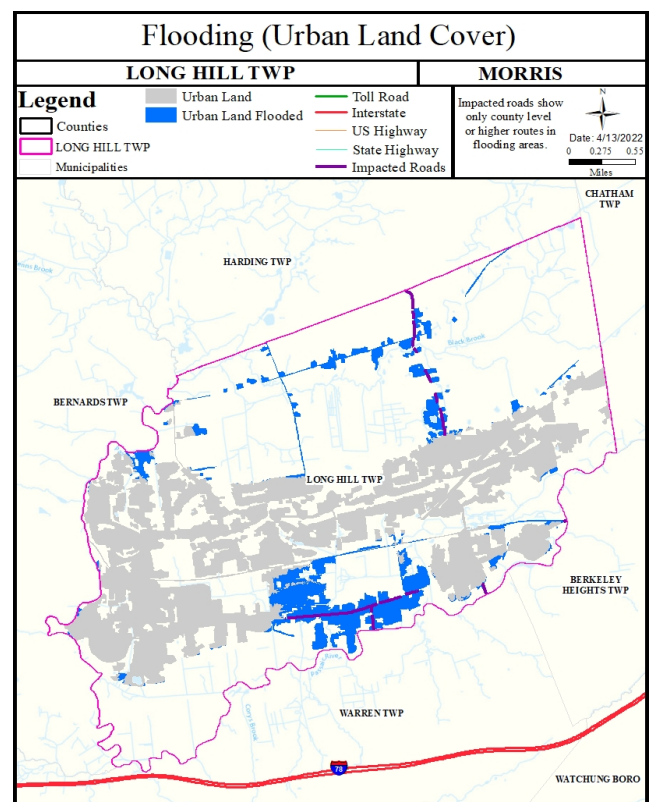 Flooding (Urban Land Cover)
LONG HILL TWP
MORRIS
Legend
Counties
LONG HILL TWP
Municipalities
Urban Land
Urban Land Flooded
Toll Road
Interstate
US Highway
State Highway
Impacted Roads
Impacted roads show
only county level
or higher routes in
flooding areas.
N
Date: 4/13/2022
0 0.275 0.55
Miles
CHATHAM
TWP
HARDING TWP
Black Brook
BERNARDS TWP
LONG HILL TWP
BERKELEY
HEIGHTS TWP
WARREN TWP
78
WATCHUNG BORO